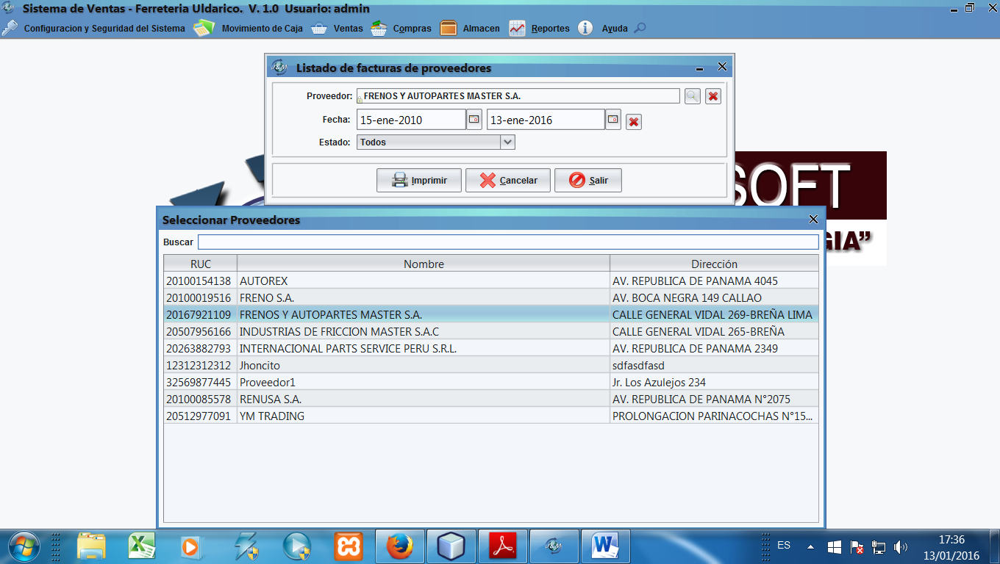 Sistema de Ventas - Ferreteria Uldarico. V. 1.0 Usuario: admin
Configuracion y Seguridad del Sistema Movimiento de Caja Ventas Compras Almacen Reportes Ayuda
Listado de facturas de proveedores
Proveedor: FRENOS Y AUTOPARTES MASTER S.A.
Fecha: 15-ene-2010 13-ene-2016
Estado: Todos
Imprimir Cancelar Salir
SOFT
GIA”
Seleccionar Proveedores
Buscar
RUC Nombre Dirección
20100154138 AUTOREX AV. REPUBLICA DE PANAMA 4045
20100019516 FRENO S.A. AV. BOCA NEGRA 149 CALLAO
20167921109 FRENOS Y AUTOPARTES MASTER S.A. CALLE GENERAL VIDAL 269-BREÑA LIMA
20507956166 INDUSTRIAS DE FRICCION MASTER S.A.C CALLE GENERAL VIDAL 265-BREÑA
20263882793 INTERNACIONAL PARTS SERVICE PERU S.R.L. AV. REPUBLICA DE PANAMA 2349
12312312312 Jhoncito sdfasdfasd
32569877445 Proveedor1 Jr. Los Azulejos 234
20100085578 RENUSA S.A. AV. REPUBLICA DE PANAMA N°2075
20512977091 YM TRADING PROLONGACION PARINACOCHAS N°15...
ES
17:36
13/01/2016